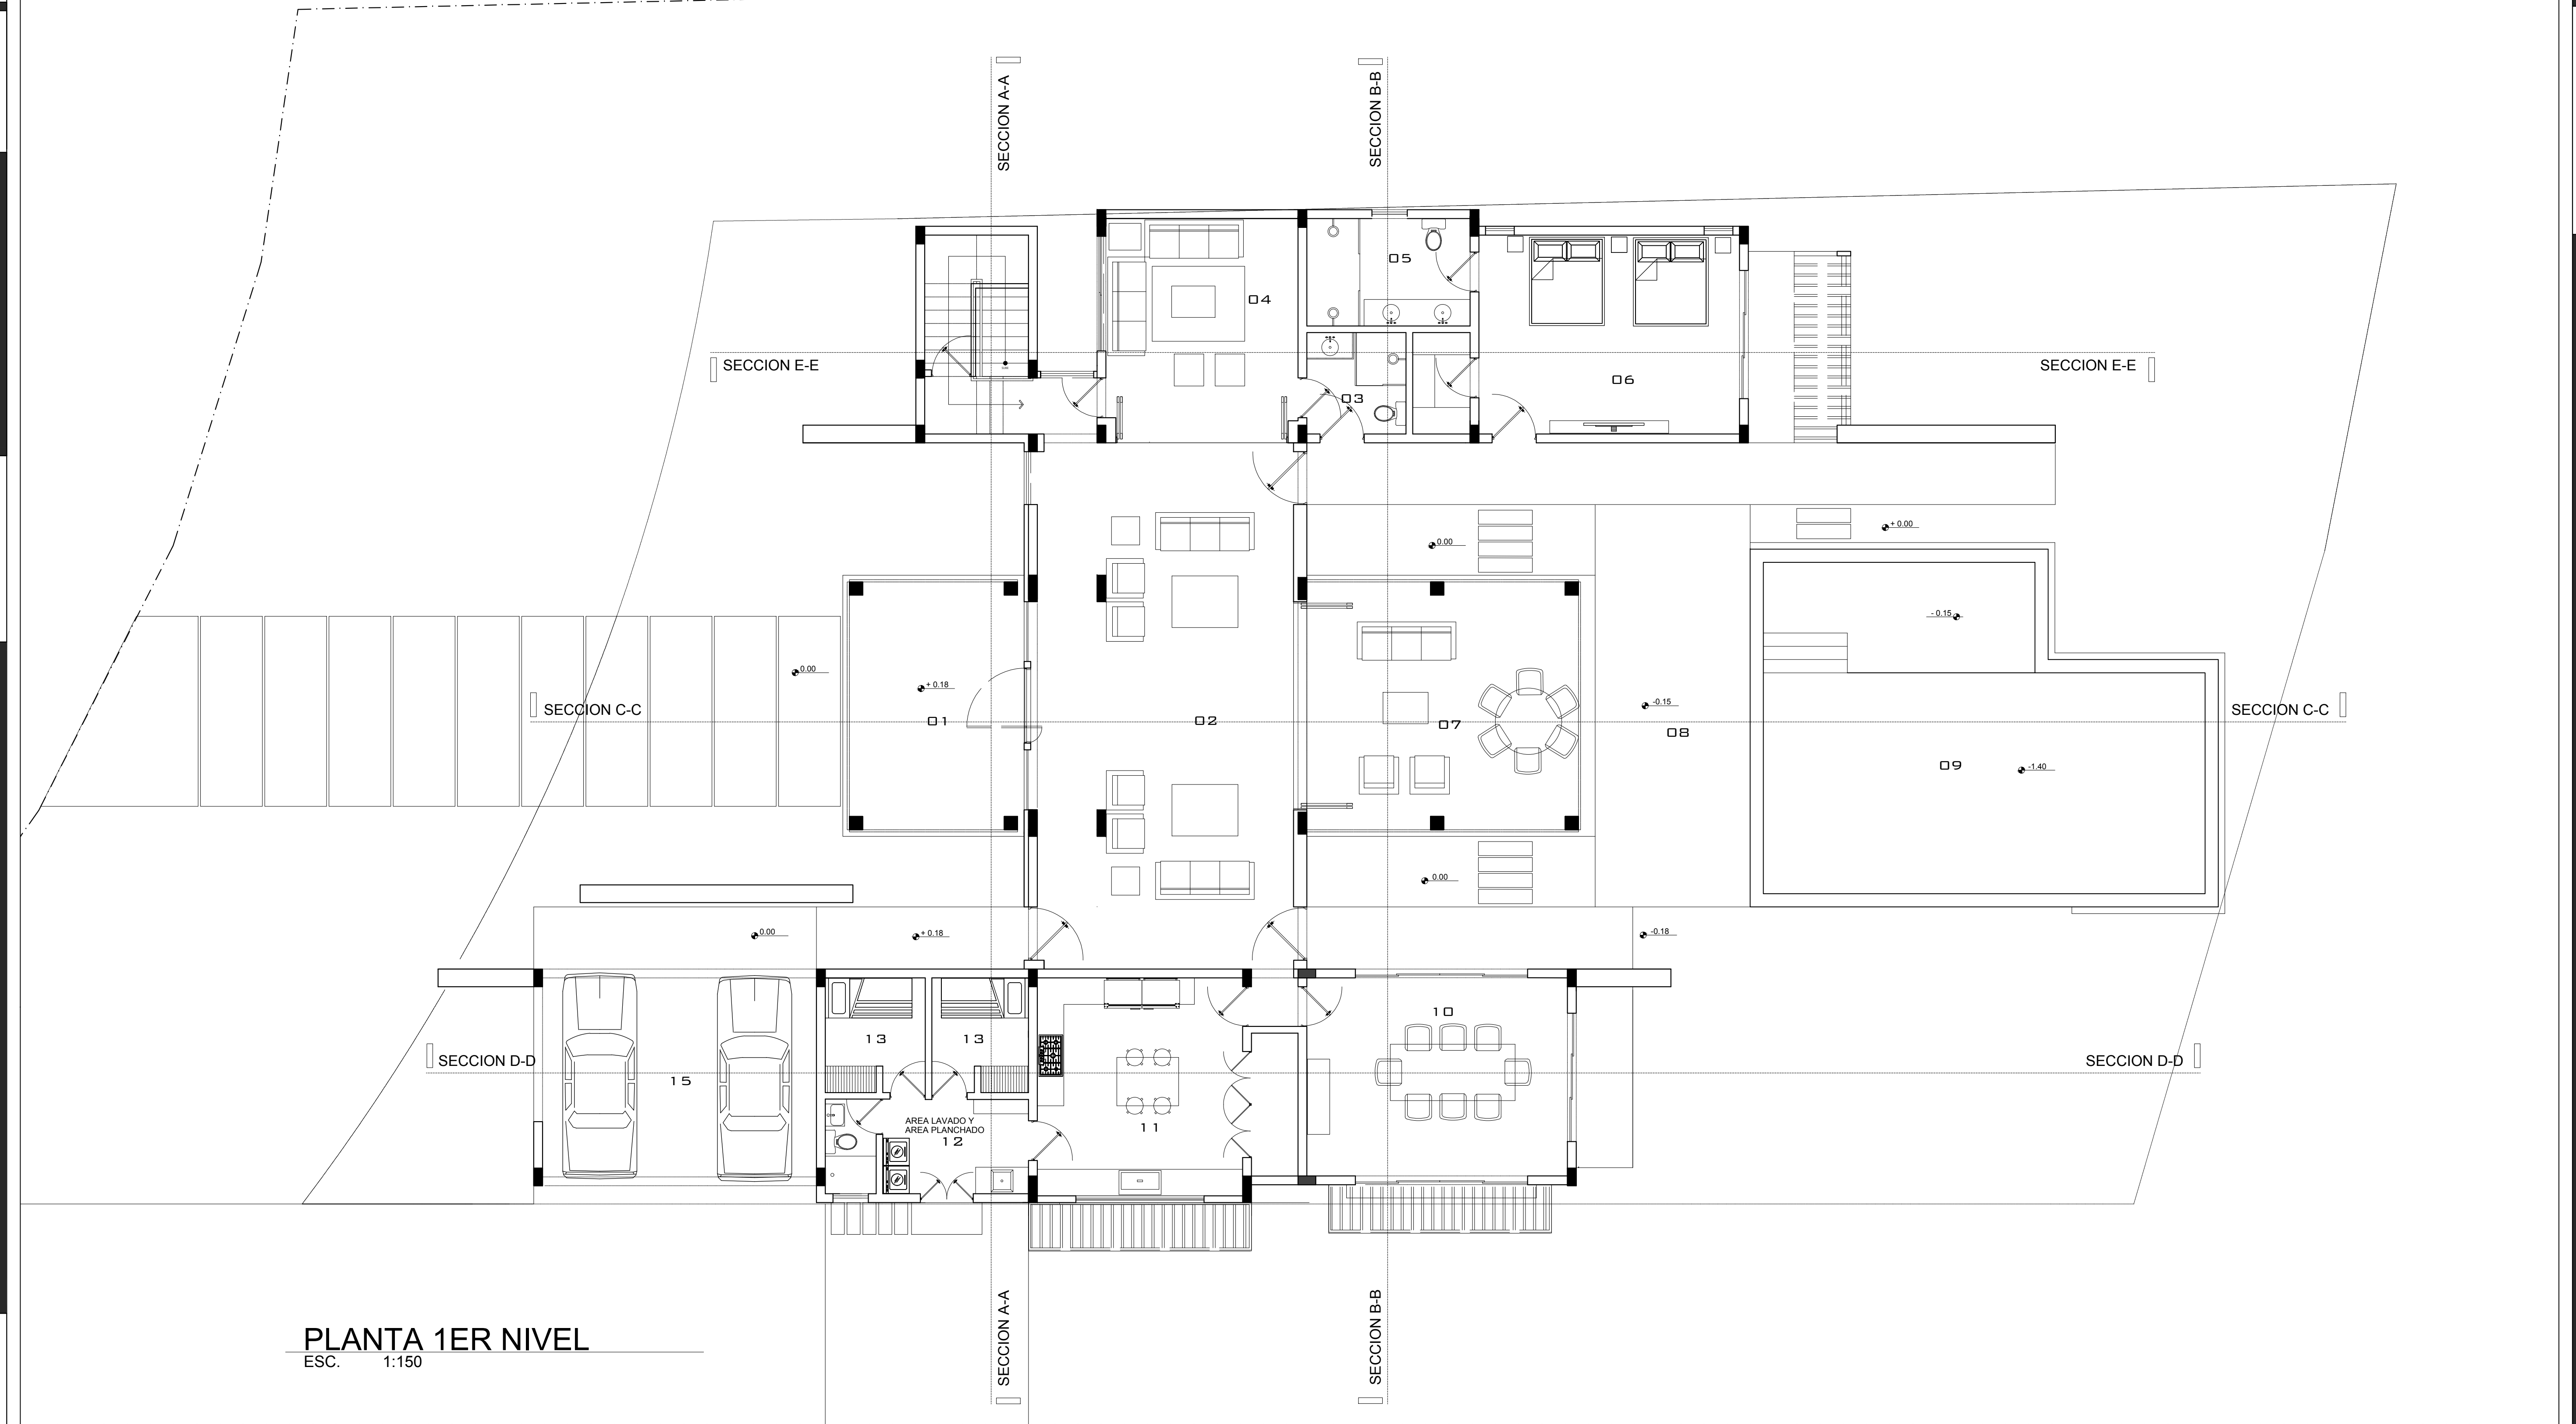 SECCION A-A
SECCION B-B
05
04
SECCION E-E
SECCION E-E
06
03
+ 0.00
0.00
- 0.15
0.00
+ 0.18
-0.15
SECCION C-C
SECCION C-C
01
02
07
08
09
-1.40
0.00
0.00
+ 0.18
-0.18
10
13
13
SECCION D-D
SECCION D-D
15
AREA LAVADO Y
AREA PLANCHADO
12
11
SECCION A-A
SECCION B-B
PLANTA 1ER NIVEL
ESC. 1:150